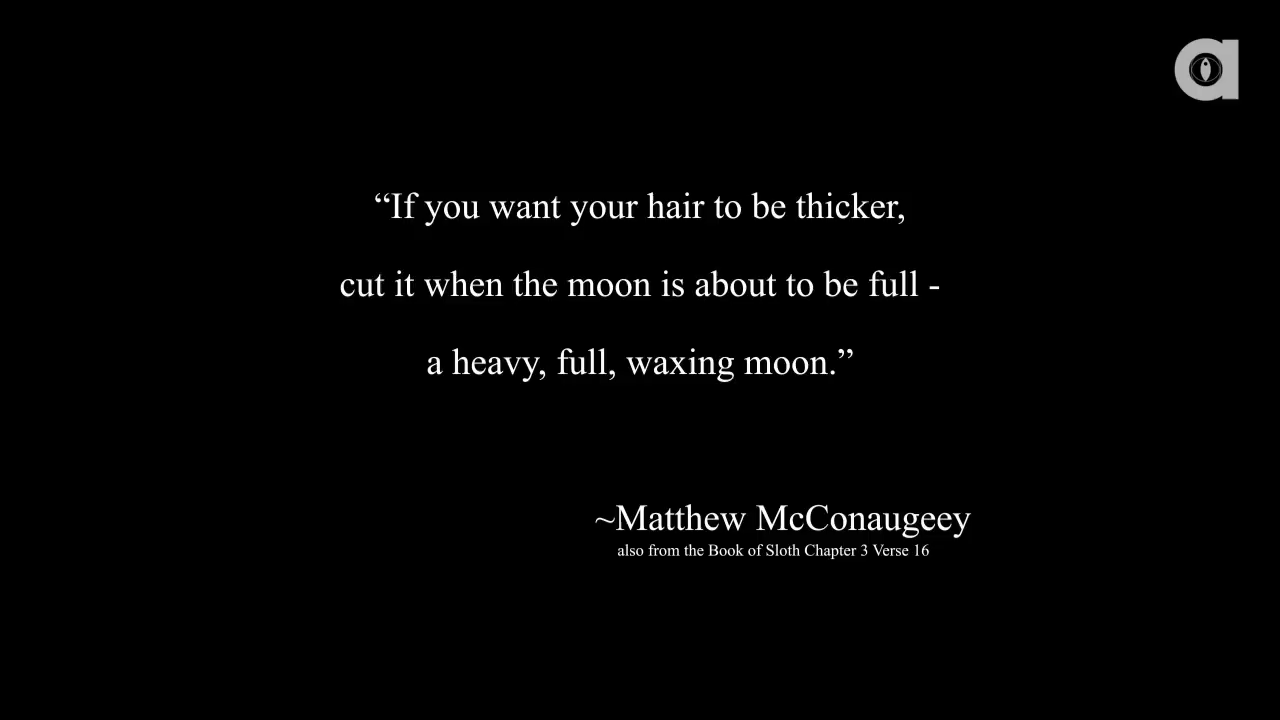 “If you want your hair to be thicker,
cut it when the moon is about to be full -
a heavy, full, waxing moon.”
~Matthew McConaugeey
also from the Book of Sloth Chapter 3 Verse 16